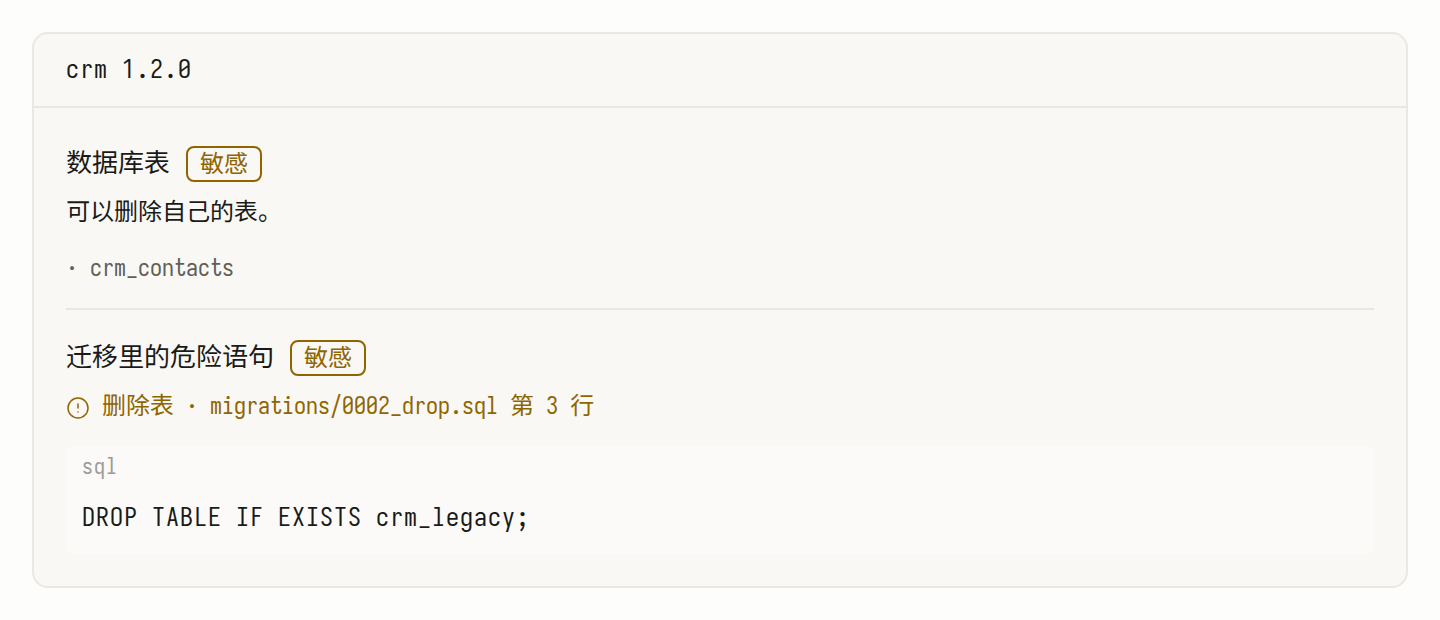 crm 1.2.0
数据库表 敏感
可以删除自己的表。
· crm_contacts
迁移里的危险语句 敏感
删除表 · migrations/0002_drop.sql 第 3 行
sql
DROP TABLE IF EXISTS crm_legacy;